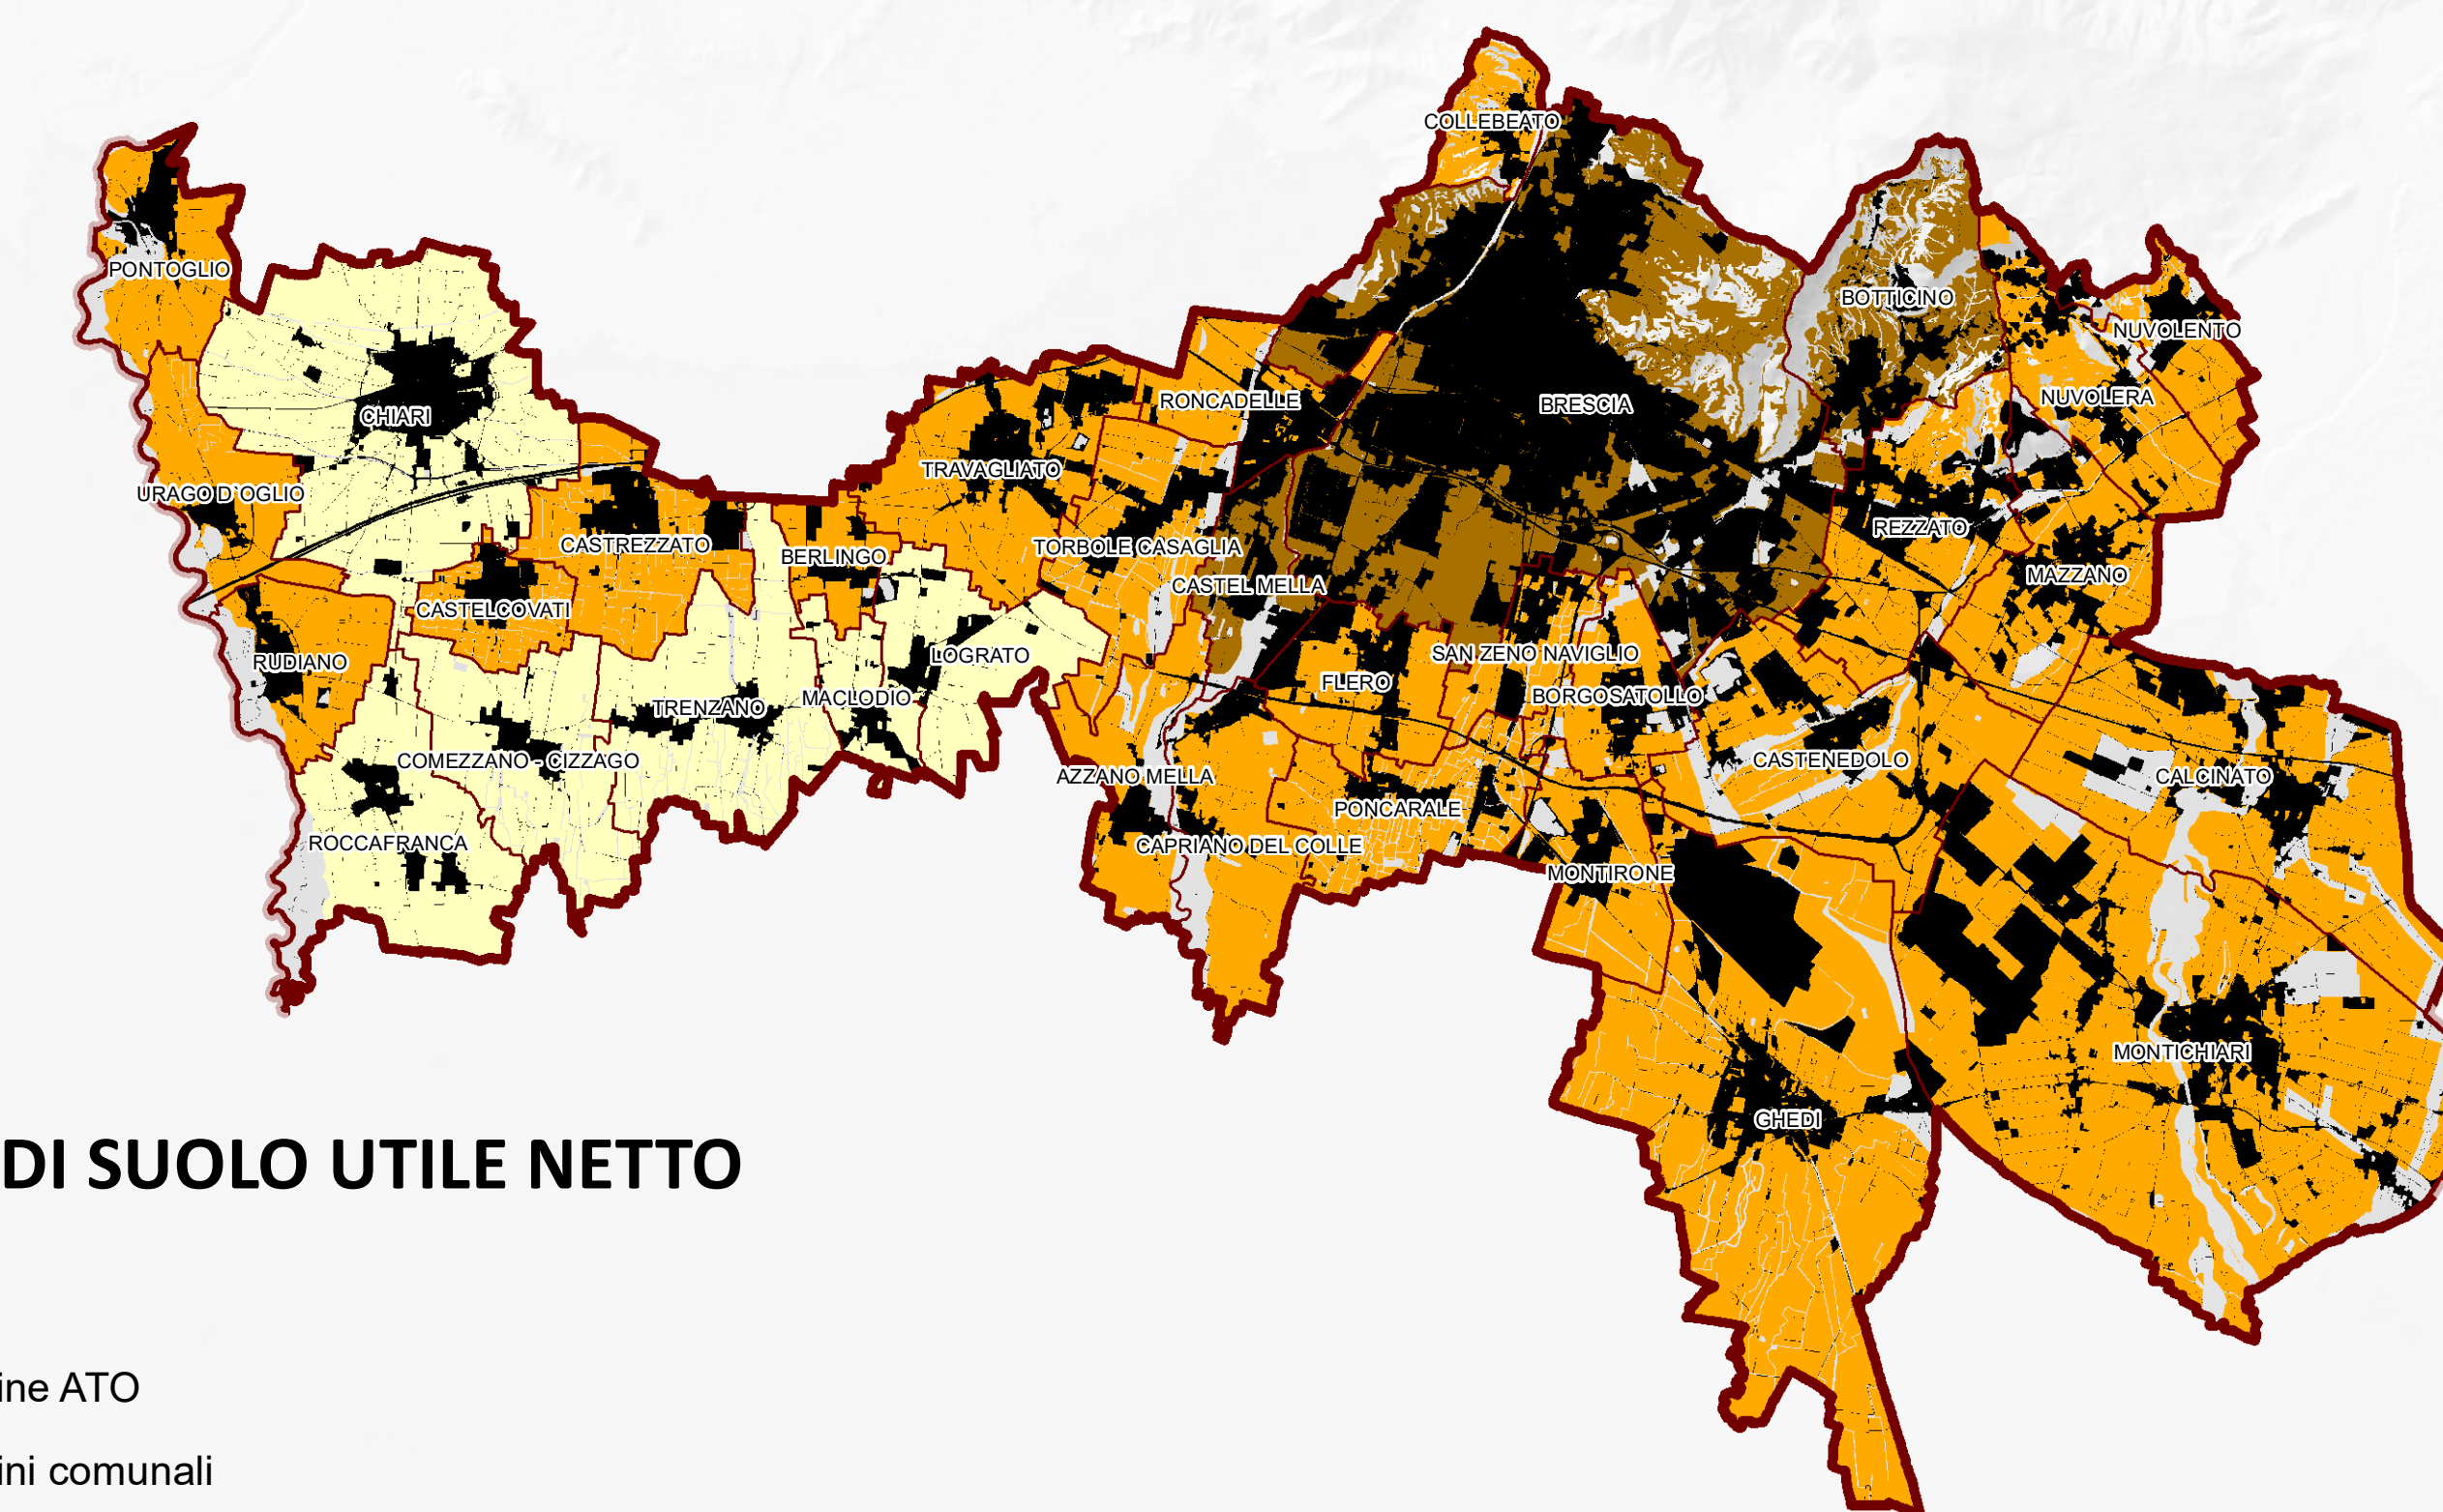 COLLEBEATO
PONTOGLIO
BOTTICINO
NUVOLENTO
NUVOLERA
RONCADELLE
BRESCIA
CHIARI
TRAVAGLIATO
URAGO D`OGLIO
REZZATO
CASTREZZATO
TORBOLE CASAGLIA
BERLINGO
MAZZANO
CASTEL MELLA
CASTELCOVATI
SAN ZENO NAVIGLIO
LOGRATO
RUDIANO
FLERO
BORGOSATOLLO
MACLODIO
TRENZANO
COMEZZANO - CIZZAGO
CASTENEDOLO
AZZANO MELLA
CALCINATO
PONCARALE
ROCCAFRANCA
CAPRIANO DEL COLLE
MONTIRONE
MONTICHIARI
GHEDI
DI SUOLO UTILE NETTO
ine ATO
ini comunali